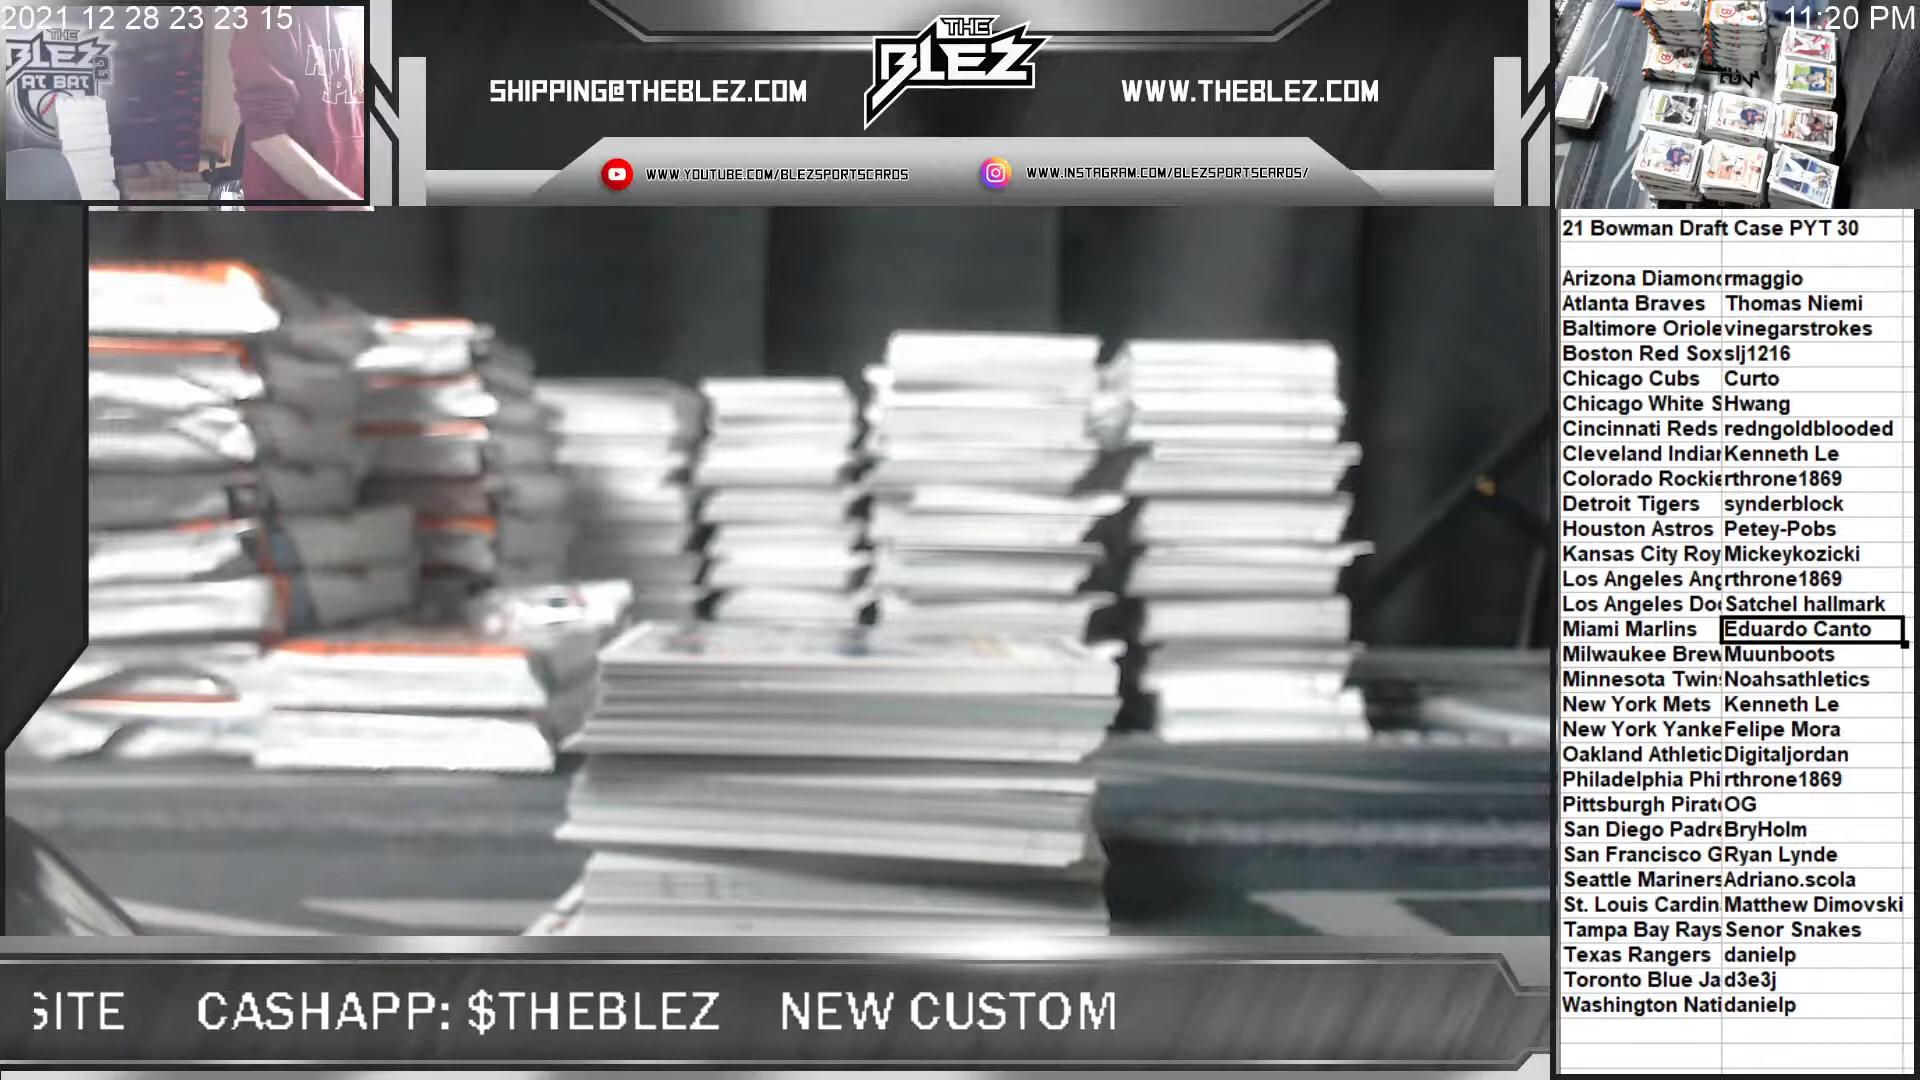 2021 12 28 23 23 15
THE
BLEZ
AT BAT
THE
BLEZ
SHIPPING@THEBLEZ.COM
WWW.THEBLEZ.COM
WWW.YOUTUBE.COM/BLEZSPORTSCARDS
WWW.INSTAGRAM.COM/BLEZSPORTSCARDS/
11:20 PM
21 Bowman Draft Case PYT 30
Arizona Diamond rmaggio
Atlanta Braves Thomas Niemi
Baltimore Oriole vinegarstrokes
Boston Red Sox slj1216
Chicago Cubs Curto
Chicago White S Hwang
Cincinnati Reds redngoldblooded
Cleveland Indian Kenneth Le
Colorado Rockie rthrone1869
Detroit Tigers synderblock
Houston Astros Petey-Pobs
Kansas City Roy Mickeykozicki
Los Angeles Ang rthrone1869
Los Angeles Dod Satchel hallmark
Miami Marlins Eduardo Canto
Milwaukee Brew Muunboots
Minnesota Twins Noahsathletics
New York Mets Kenneth Le
New York Yanke Felipe Mora
Oakland Athletic Digitaljordan
Philadelphia Phi rthrone1869
Pittsburgh Pirate OG
San Diego Padre BryHolm
San Francisco G Ryan Lynde
Seattle Mariners Adriano.scola
St. Louis Cardin Matthew Dimovski
Tampa Bay Rays Senor Snakes
Texas Rangers danielp
Toronto Blue Ja d3e3j
Washington Nati danielp
SITE CASHAPP: $THEBLEZ NEW CUSTOM